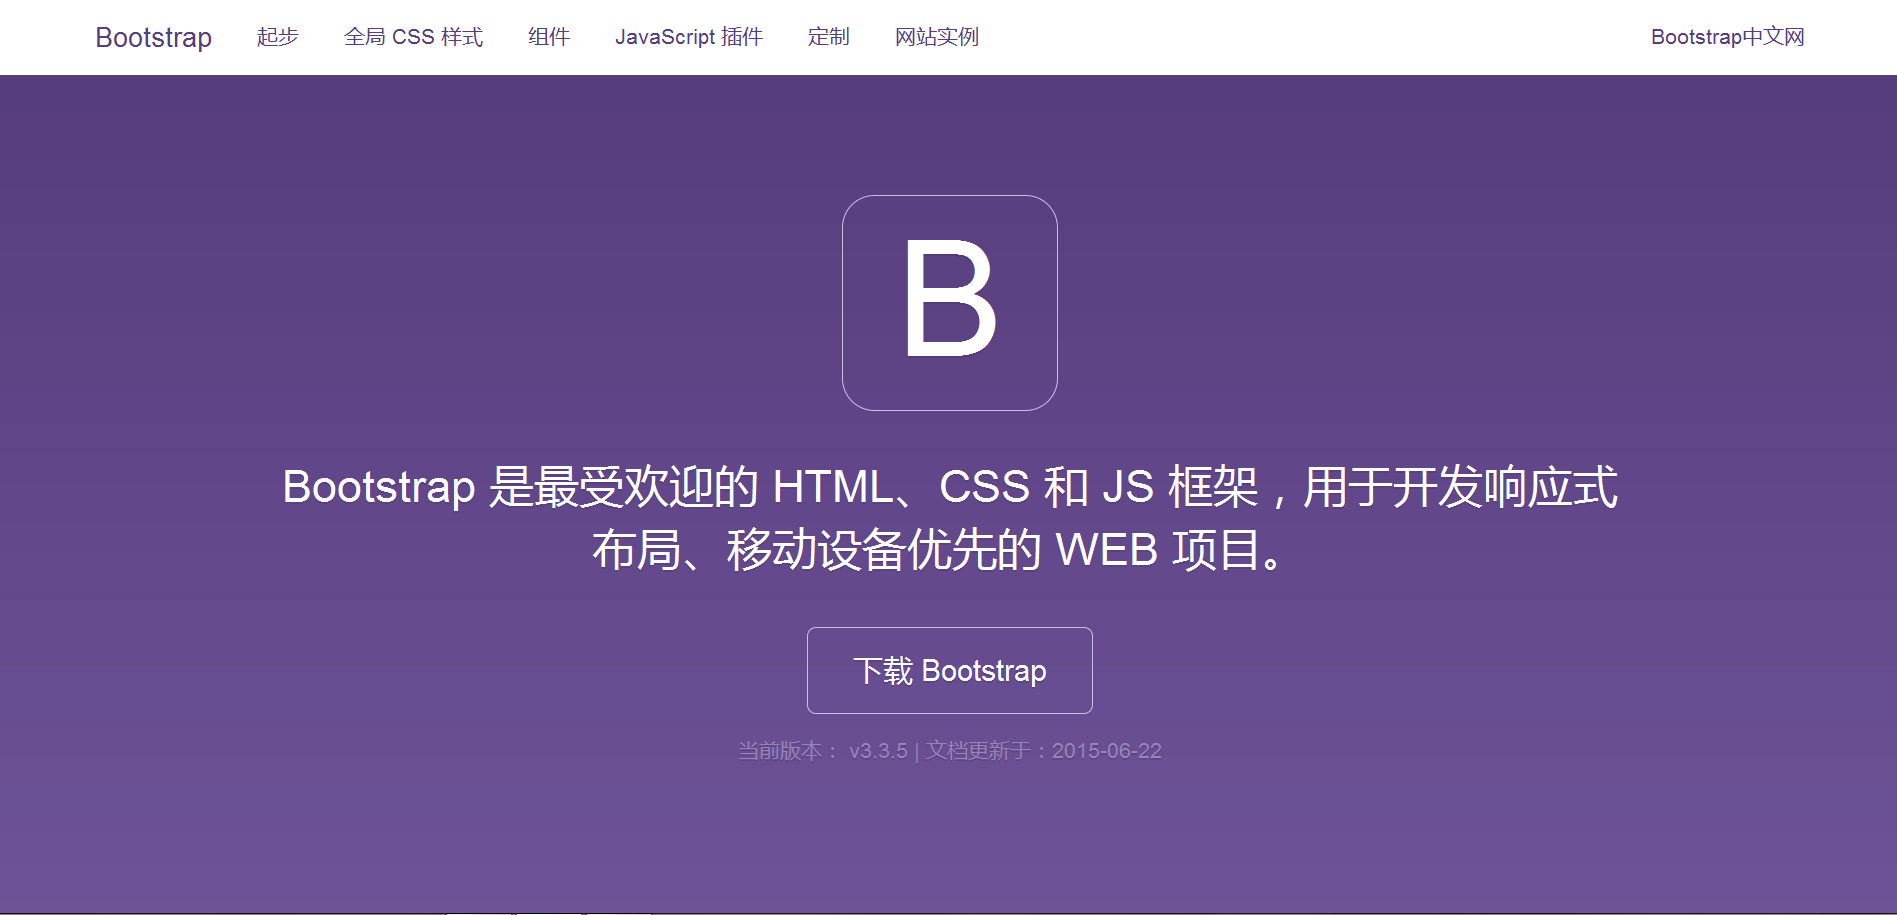 Bootstrap 起步 全局 CSS 样式 组件 JavaScript 插件 定制 网站实例 Bootstrap中文网
B
Bootstrap 是最受欢迎的 HTML、CSS 和 JS 框架，用于开发响应式
布局、移动设备优先的 WEB 项目。
下载 Bootstrap
当前版本： v3.3.5 | 文档更新于：2015-06-22